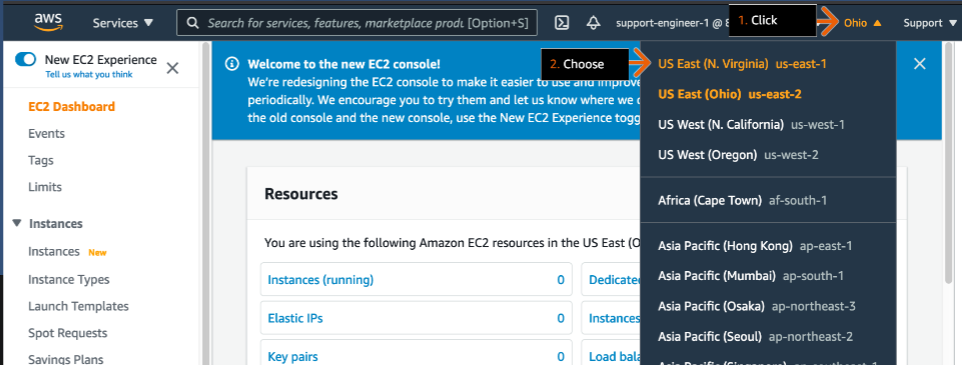 aws
Services ▼
Search for services, features, marketplace produ [Option+S]
support-engineer-1 @ 8
1. Click
Ohio ▲
Support ▼
New EC2 Experience
Tell us what you think
EC2 Dashboard
Events
Tags
Limits
▼ Instances
Instances New
Instance Types
Launch Templates
Spot Requests
Savings Plans
Welcome to the new EC2 console!
We're redesigning the EC2 console to make it easier to use and improve
periodically. We encourage you to try them and let us know where we c
the old console and the new console, use the New EC2 Experience togg
2. Choose
US East (N. Virginia) us-east-1
US East (Ohio) us-east-2
US West (N. California) us-west-1
US West (Oregon) us-west-2
Africa (Cape Town) af-south-1
Asia Pacific (Hong Kong) ap-east-1
Asia Pacific (Mumbai) ap-south-1
Asia Pacific (Osaka) ap-northeast-3
Asia Pacific (Seoul) ap-northeast-2
Asia Pacific (Singapore) ap-southeast-1
Resources
You are using the following Amazon EC2 resources in the US East (O
Instances (running) 0
Dedicated
Elastic IPs 0
Instances
Key pairs 0
Load bala